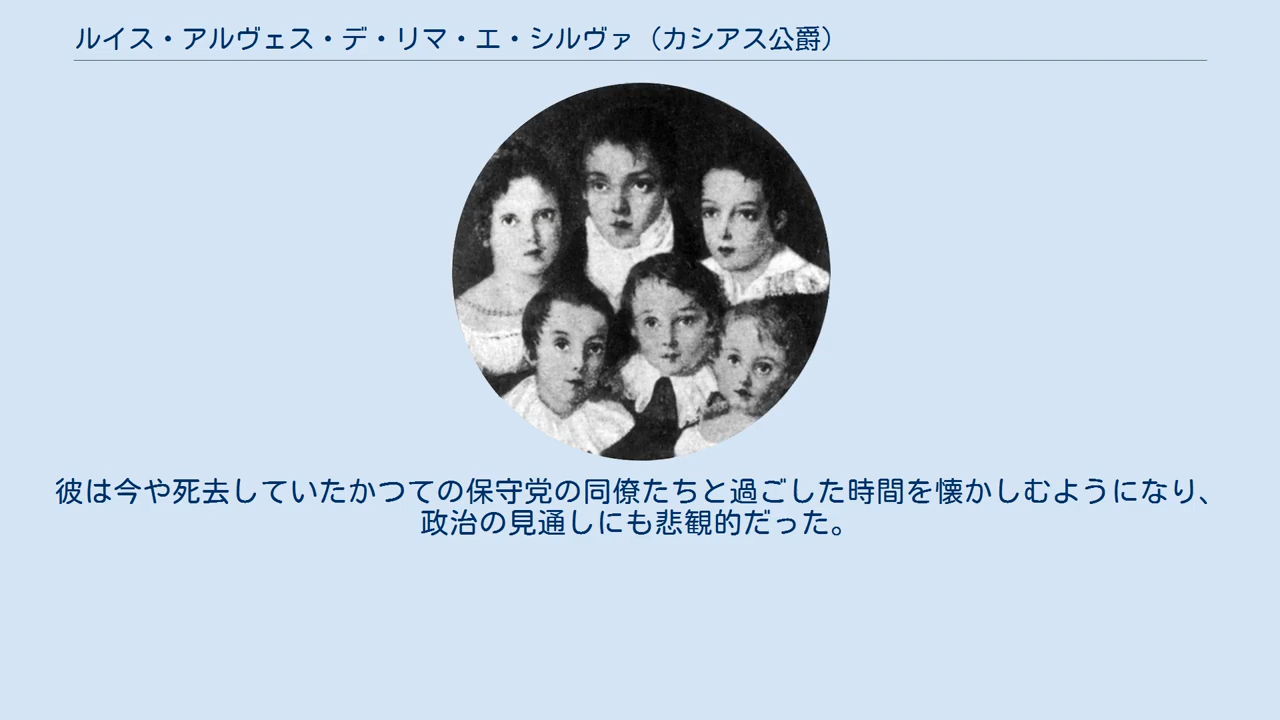 ルイス・アルヴェス・デ・リマ・エ・シルヴァ（カシアス公爵）
彼は今や死去していたかつての保守党の同僚たちと過ごした時間を懐かしむようになり、
政治の見通しにも悲観的だった。